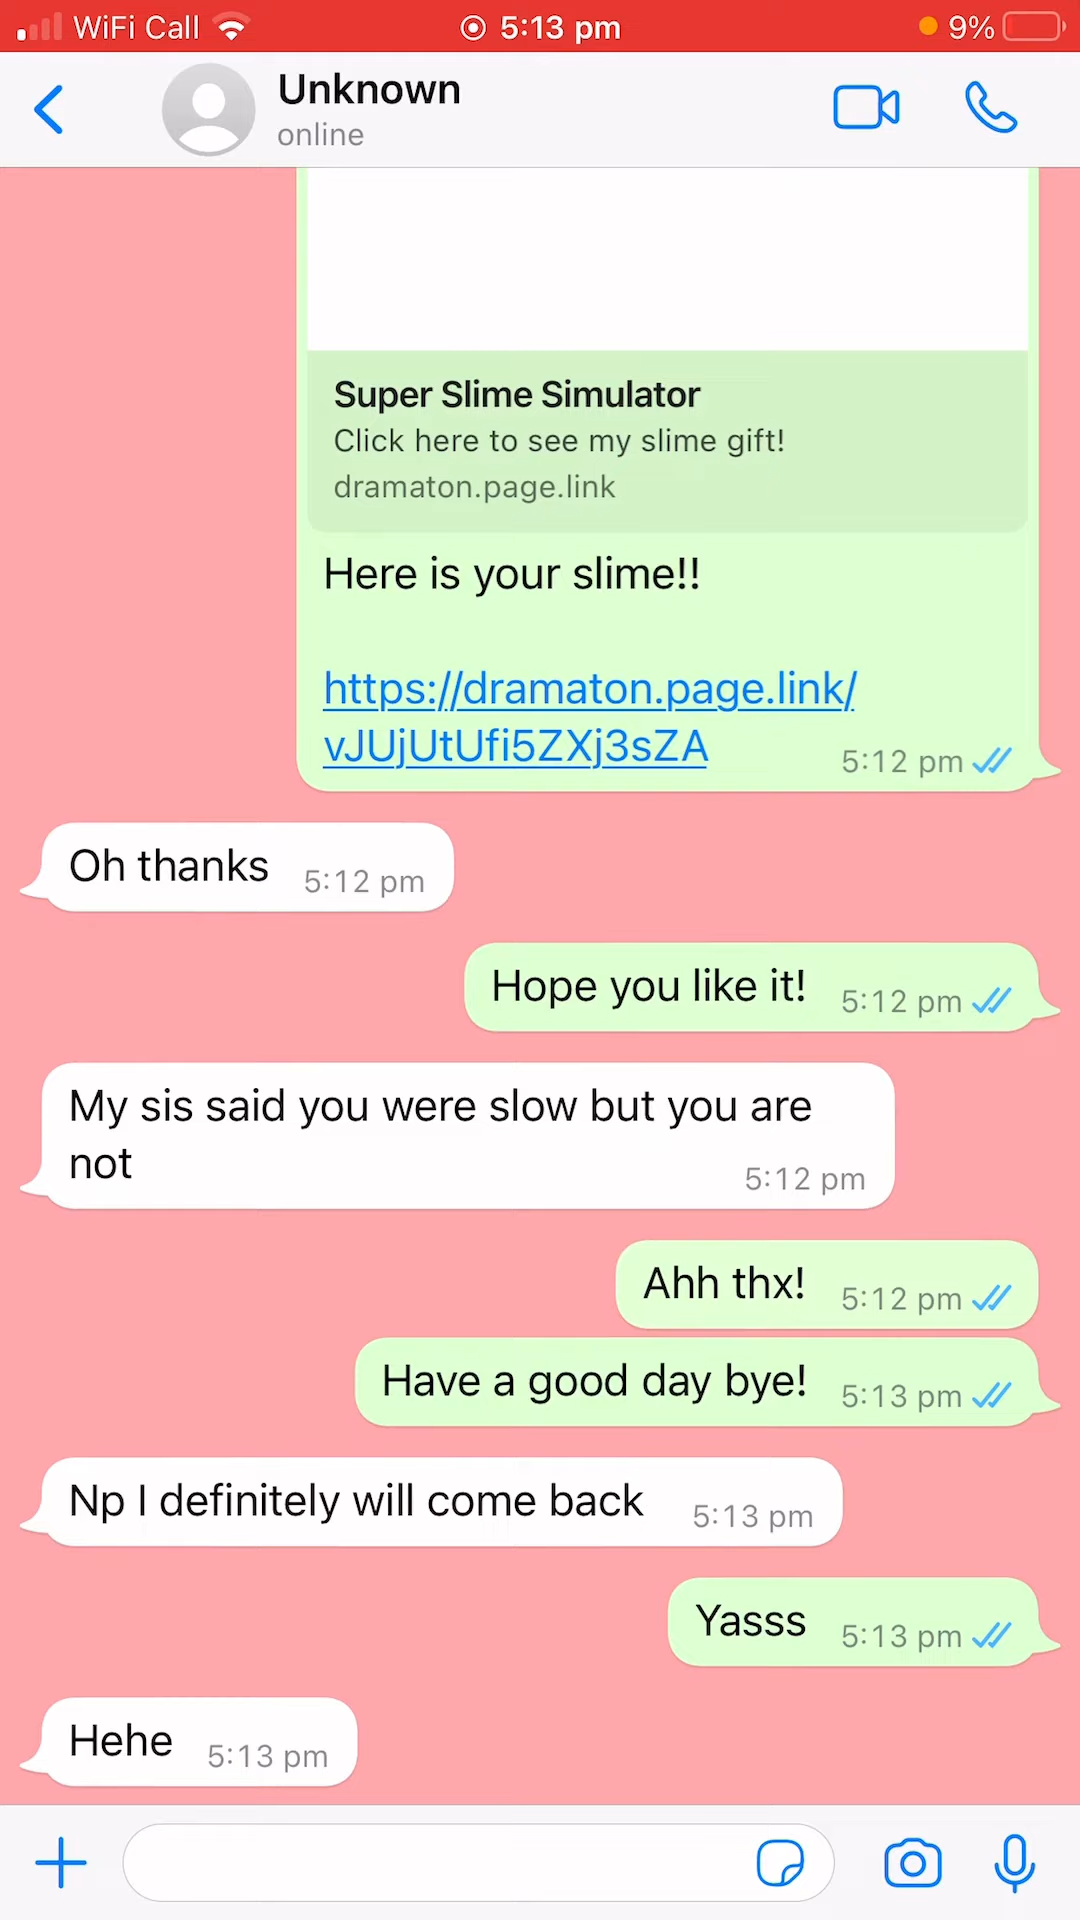 WiFi Call 5:13 pm 9%
Unknown
online
Super Slime Simulator
Click here to see my slime gift!
dramaton.page.link
Here is your slime!!
https://dramaton.page.link/
vJUjUtUfi5ZXj3sZA 5:12 pm
Oh thanks 5:12 pm
Hope you like it! 5:12 pm
My sis said you were slow but you are
not 5:12 pm
Ahh thx! 5:12 pm
Have a good day bye! 5:13 pm
Np I definitely will come back 5:13 pm
Yasss 5:13 pm
Hehe 5:13 pm